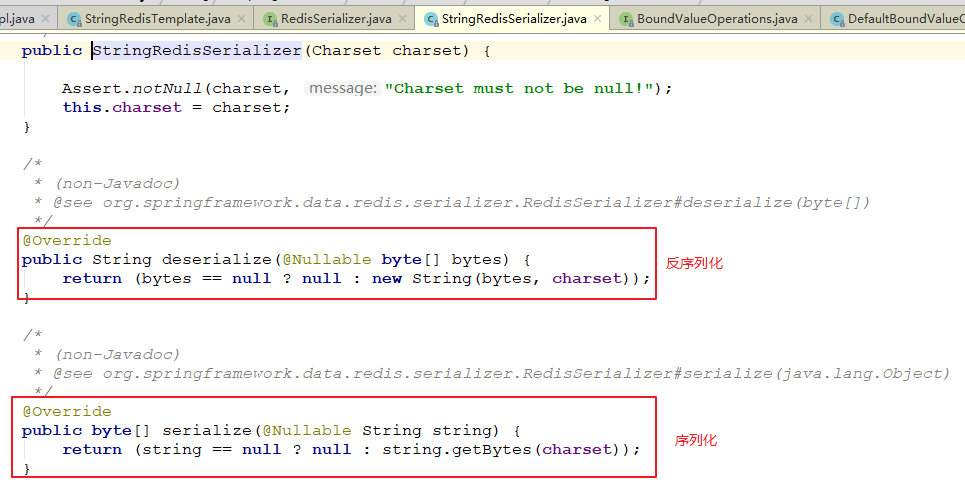 pl.java × StringRedisTemplate.java × RedisSerializer.java × StringRedisSerializer.java × BoundValueOperations.java × DefaultBoundValueO
public StringRedisSerializer(Charset charset) {
Assert.notNull(charset, message: "Charset must not be null!");
this.charset = charset;
}
/*
* (non-Javadoc)
* @see org.springframework.data.redis.serializer.RedisSerializer#deserialize(byte[])
*/
@Override
public String deserialize(@Nullable byte[] bytes) {
return (bytes == null ? null : new String(bytes, charset));
}
反序列化
/*
* (non-Javadoc)
* @see org.springframework.data.redis.serializer.RedisSerializer#serialize(java.lang.Object)
*/
@Override
public byte[] serialize(@Nullable String string) {
return (string == null ? null : string.getBytes(charset));
}
序列化